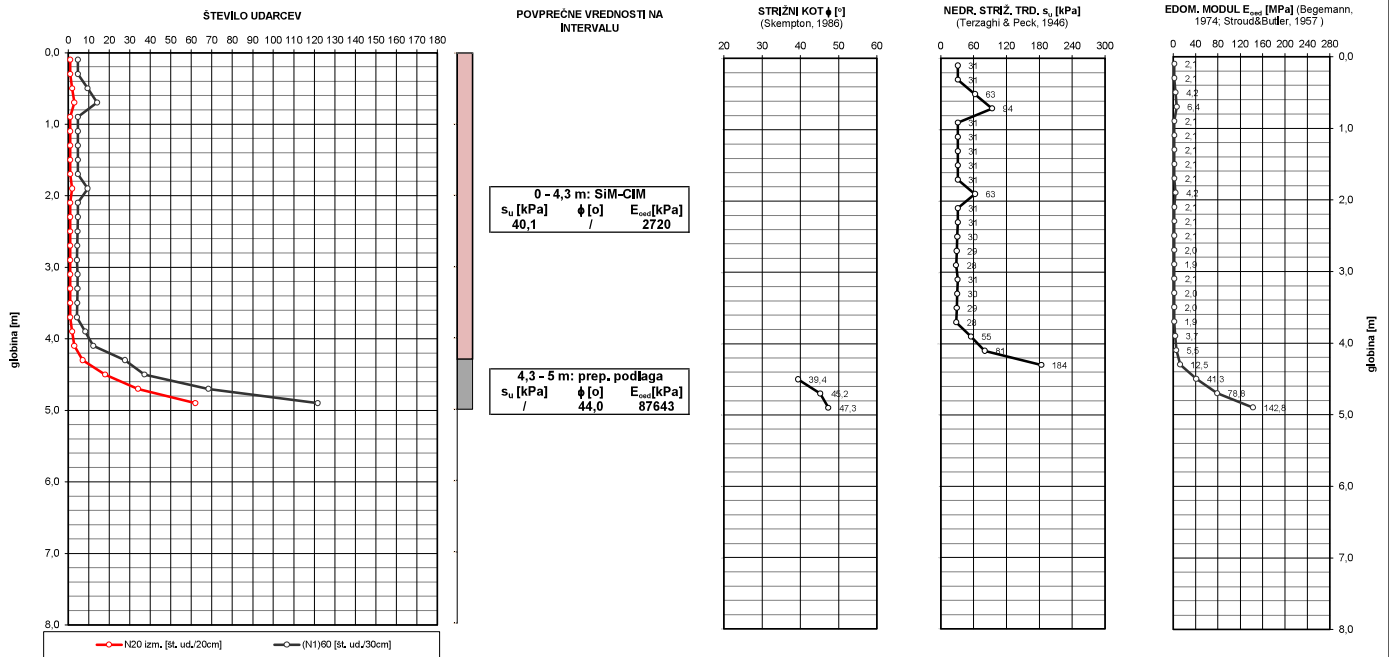 ŠTEVILO UDARCEV
0 10 20 30 40 50 60 70 80 90 100 110 120 130 140 150 160 170 180
0,0
1,0
2,0
3,0
4,0
5,0
6,0
7,0
8,0
globina [m]
N20 izm. [št. ud./20cm]
(N1)60 [št. ud./30cm]
POVPREČNE VREDNOSTI NA
INTERVALU
0 - 4,3 m: SiM-ClM
su [kPa] ϕ [o] Eoed[kPa]
40,1 / 2720
4,3 - 5 m: prep. podlaga
su [kPa] ϕ [o] Eoed[kPa]
/ 44,0 87643
STRIŽNI KOT ϕ [°]
(Skempton, 1986)
20 30 40 50 60
39,4
45,2
47,3
NEDR. STRIŽ. TRD. su [kPa]
(Terzaghi & Peck, 1946)
0 60 120 180 240 300
31
31
63
94
31
31
31
31
31
63
31
31
30
29
28
31
30
29
28
55
81
184
EDOM. MODUL Eoed [MPa] (Begemann,
1974; Stroud&Butler, 1957 )
0 40 80 120 160 200 240 280
2,1
2,1
4,2
6,4
2,1
2,1
2,1
2,1
2,1
4,2
2,1
2,1
2,1
2,0
1,9
2,1
2,0
2,0
1,9
3,7
5,5
12,5
41,3
78,8
142,8
0,0
1,0
2,0
3,0
4,0
5,0
6,0
7,0
8,0
globina [m]